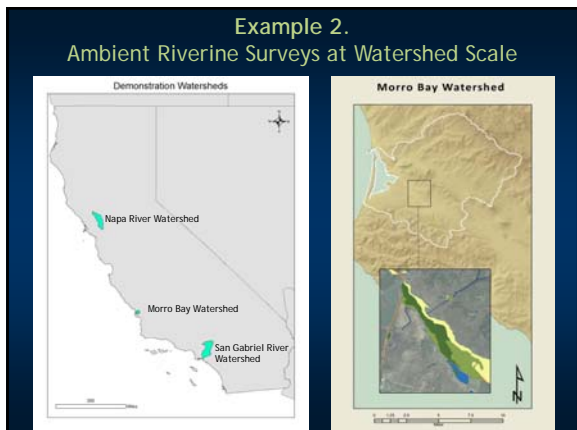 Example 2.
Ambient Riverine Surveys at Watershed Scale
Demonstration Watersheds
Napa River Watershed
Morro Bay Watershed
San Gabriel River
Watershed
Morro Bay Watershed
N